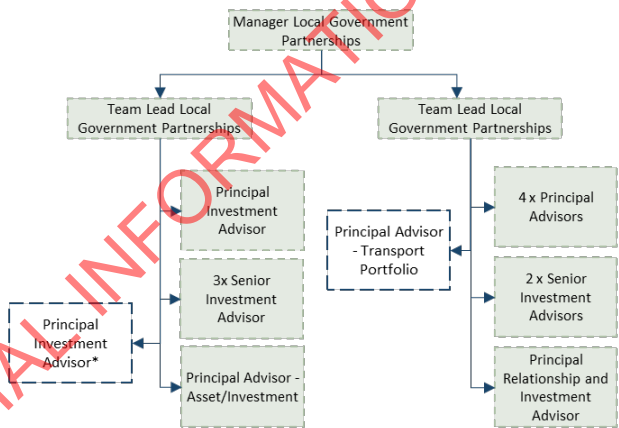 Manager Local Government
Partnerships
Team Lead Local
Government Partnerships
Team Lead Local
Government Partnerships
Principal
Investment
Advisor
3x Senior
Investment
Advisor
Principal
Investment
Advisor*
Principal Advisor -
Asset/Investment
4 x Principal
Advisors
Principal Advisor
- Transport
Portfolio
2 x Senior
Investment
Advisors
Principal
Relationship and
Investment
Advisor
INFORMATIO